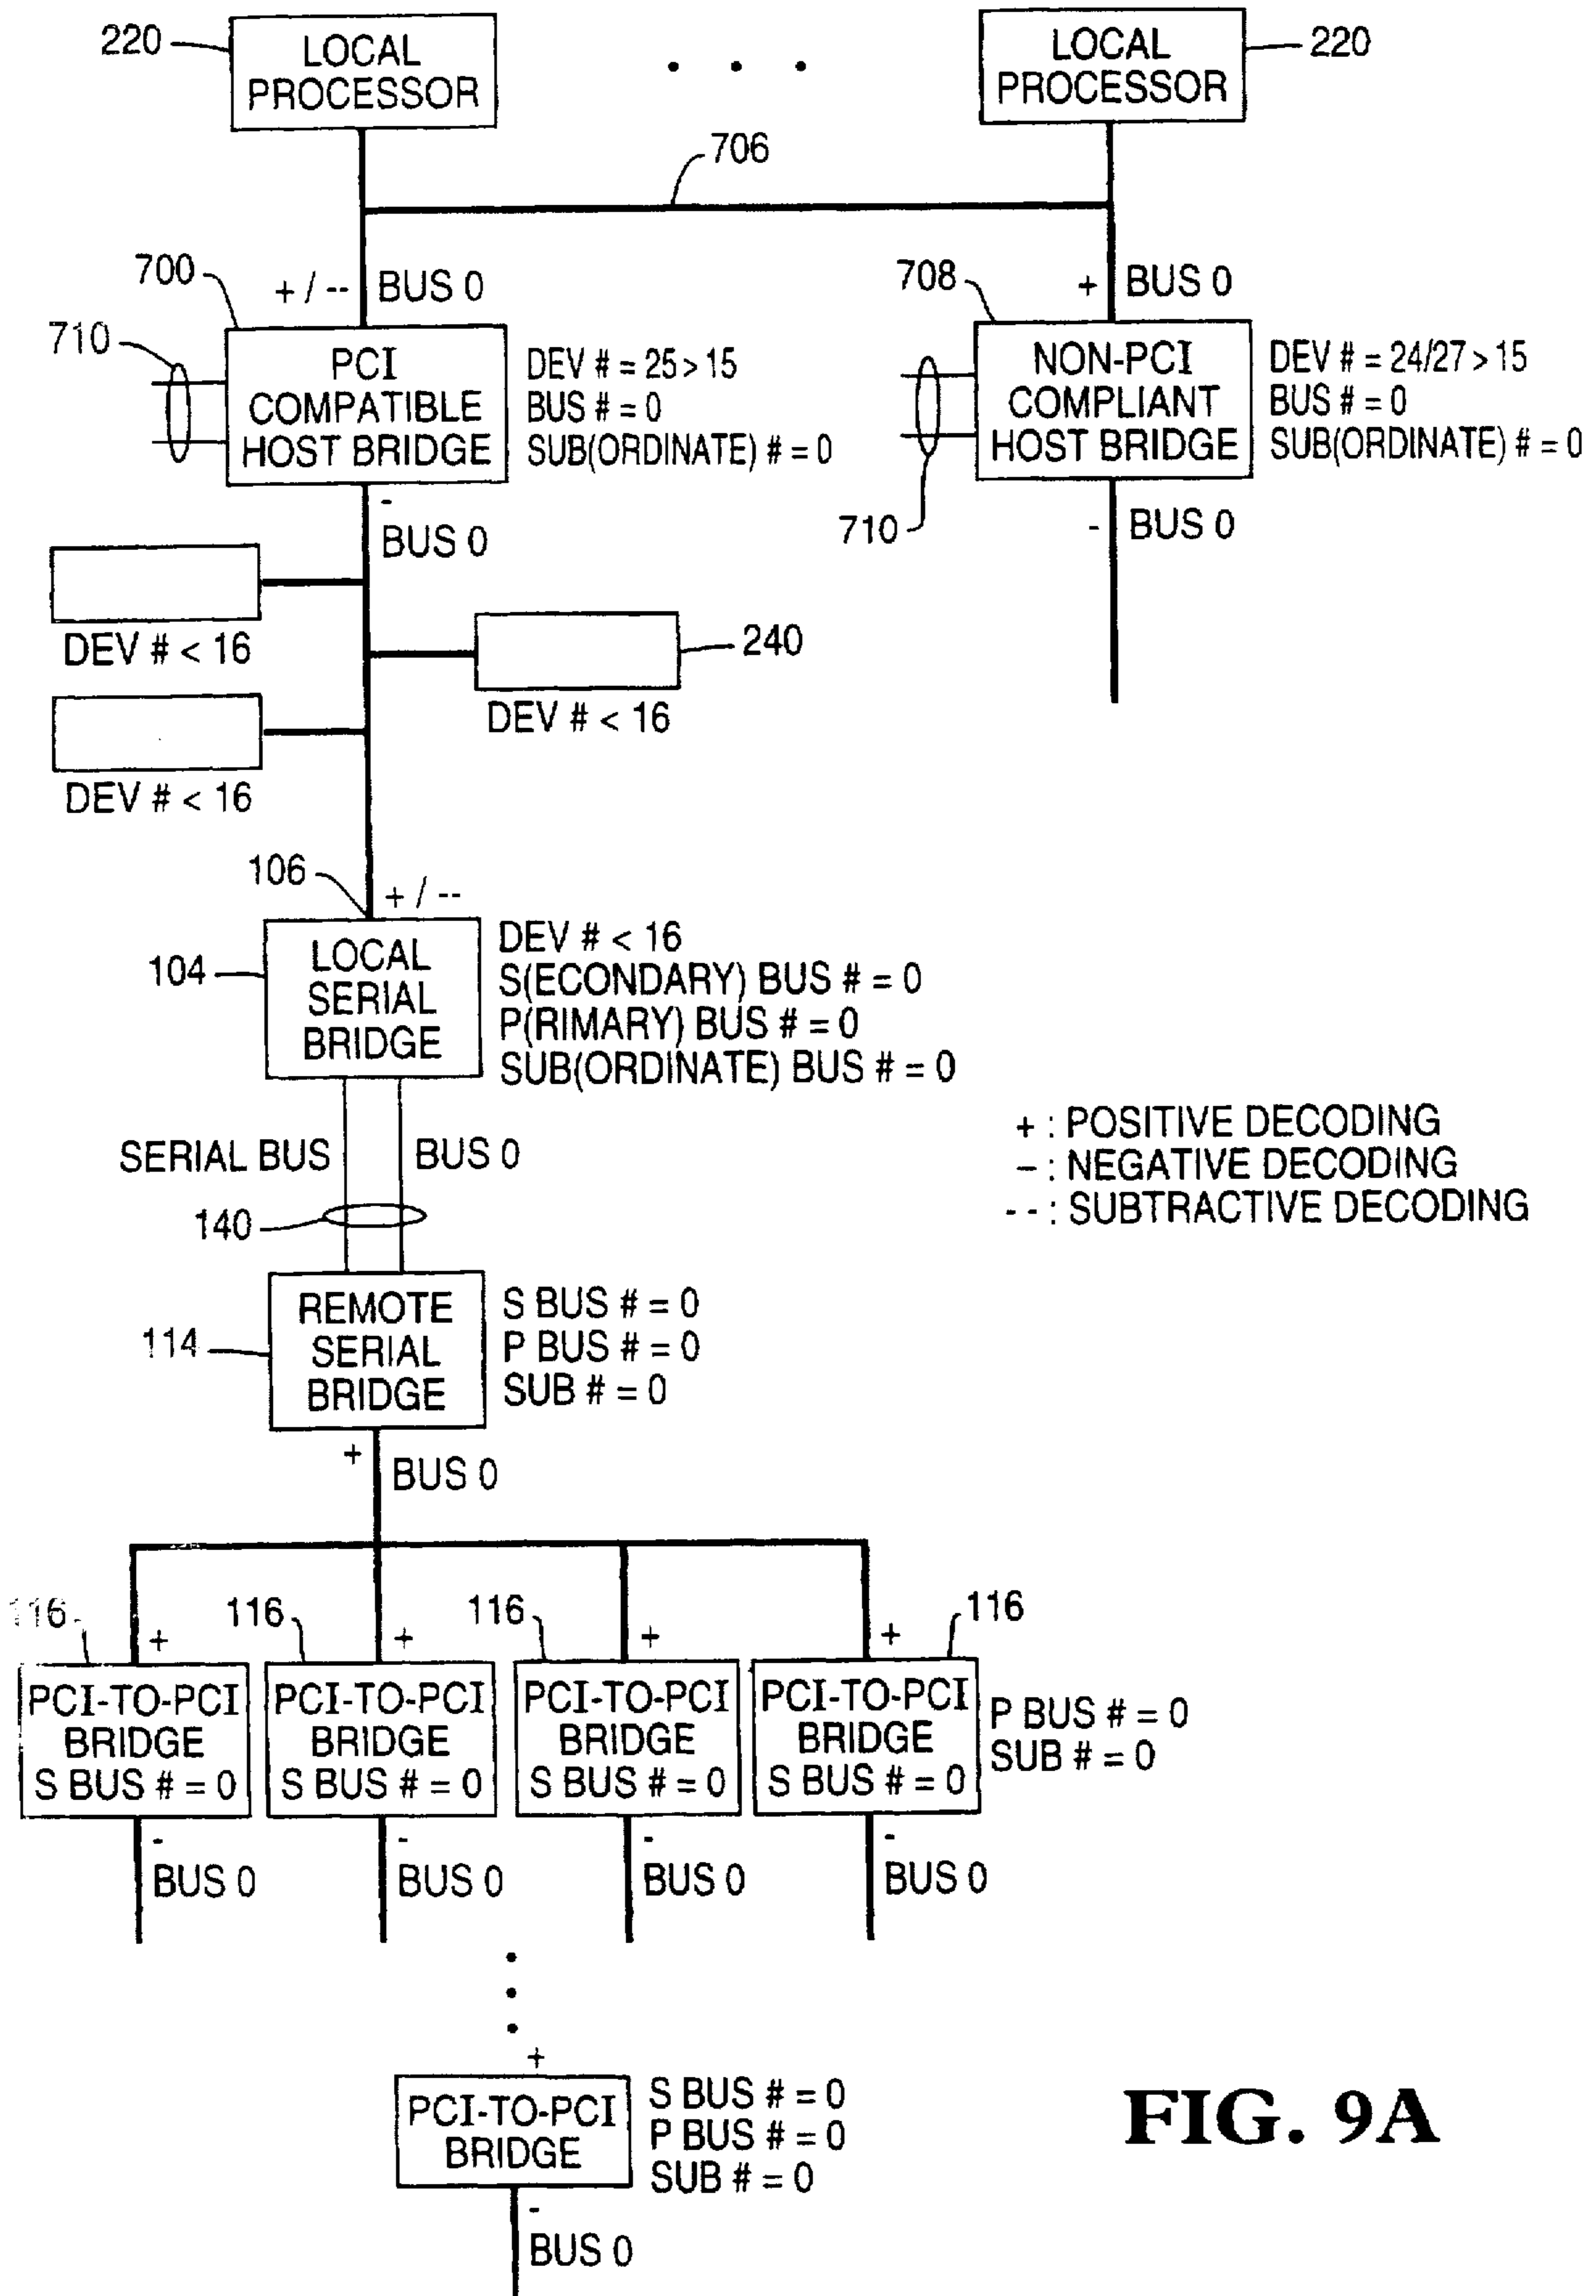 220
LOCAL
PROCESSOR
LOCAL
PROCESSOR
220
706
700
+ / --
BUS 0
708
+
BUS 0
710
PCI
COMPATIBLE
HOST BRIDGE
DEV # = 25 > 15
BUS # = 0
SUB(ORDINATE) # = 0
NON-PCI
COMPLIANT
HOST BRIDGE
DEV # = 24/27 > 15
BUS # = 0
SUB(ORDINATE) # = 0
-
BUS 0
710
-
BUS 0
DEV # < 16
240
DEV # < 16
DEV # < 16
106
+ / --
104
LOCAL
SERIAL
BRIDGE
DEV # < 16
S(ECONDARY) BUS # = 0
P(RIMARY) BUS # = 0
SUB(ORDINATE) BUS # = 0
SERIAL BUS
BUS 0
140
+ : POSITIVE DECODING
– : NEGATIVE DECODING
- - : SUBTRACTIVE DECODING
114
REMOTE
SERIAL
BRIDGE
S BUS # = 0
P BUS # = 0
SUB # = 0
+
BUS 0
116
+
116
+
116
+
116
+
PCI-TO-PCI
BRIDGE
S BUS # = 0
PCI-TO-PCI
BRIDGE
S BUS # = 0
PCI-TO-PCI
BRIDGE
S BUS # = 0
PCI-TO-PCI
BRIDGE
S BUS # = 0
P BUS # = 0
SUB # = 0
-
BUS 0
-
BUS 0
-
BUS 0
-
BUS 0
+
PCI-TO-PCI
BRIDGE
S BUS # = 0
P BUS # = 0
SUB # = 0
-
BUS 0
FIG. 9A